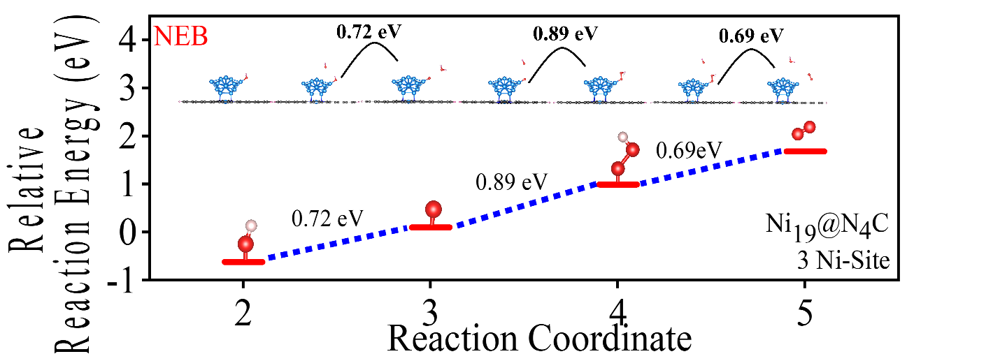 NEB
0.72 eV
0.89 eV
0.69 eV
4
3
2
1
0
-1
Relative
Reaction Energy (eV)
0.72 eV
0.89 eV
0.69eV
Ni19@N4C
3 Ni-Site
2
3
4
5
Reaction Coordinate